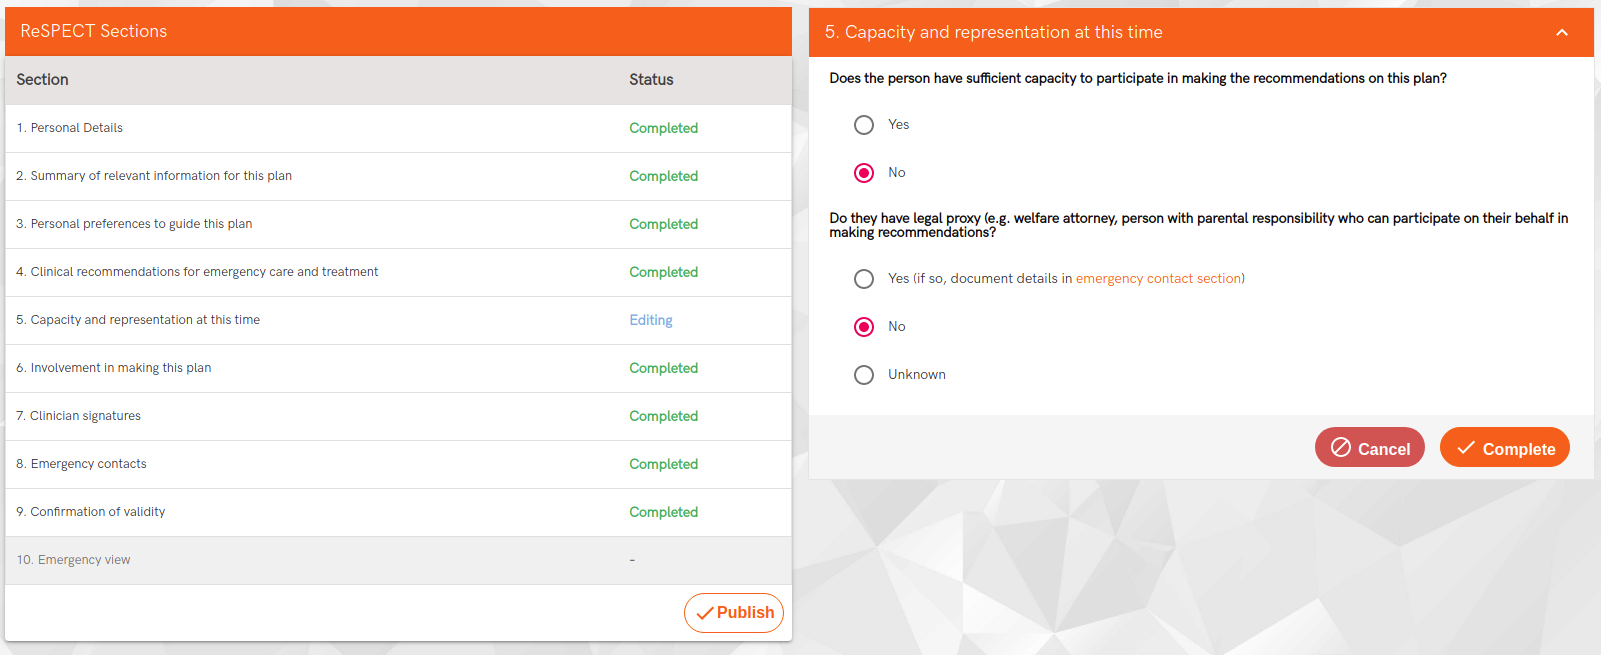 ReSPECT Sections
Section Status
1. Personal Details Completed
2. Summary of relevant information for this plan Completed
3. Personal preferences to guide this plan Completed
4. Clinical recommendations for emergency care and treatment Completed
5. Capacity and representation at this time Editing
6. Involvement in making this plan Completed
7. Clinician signatures Completed
8. Emergency contacts Completed
9. Confirmation of validity Completed
10. Emergency view -
Publish
5. Capacity and representation at this time
Does the person have sufficient capacity to participate in making the recommendations on this plan?
Yes
No
Do they have legal proxy (e.g. welfare attorney, person with parental responsibility who can participate on their behalf in
making recommendations?
Yes (if so, document details in emergency contact section)
No
Unknown
Cancel Complete